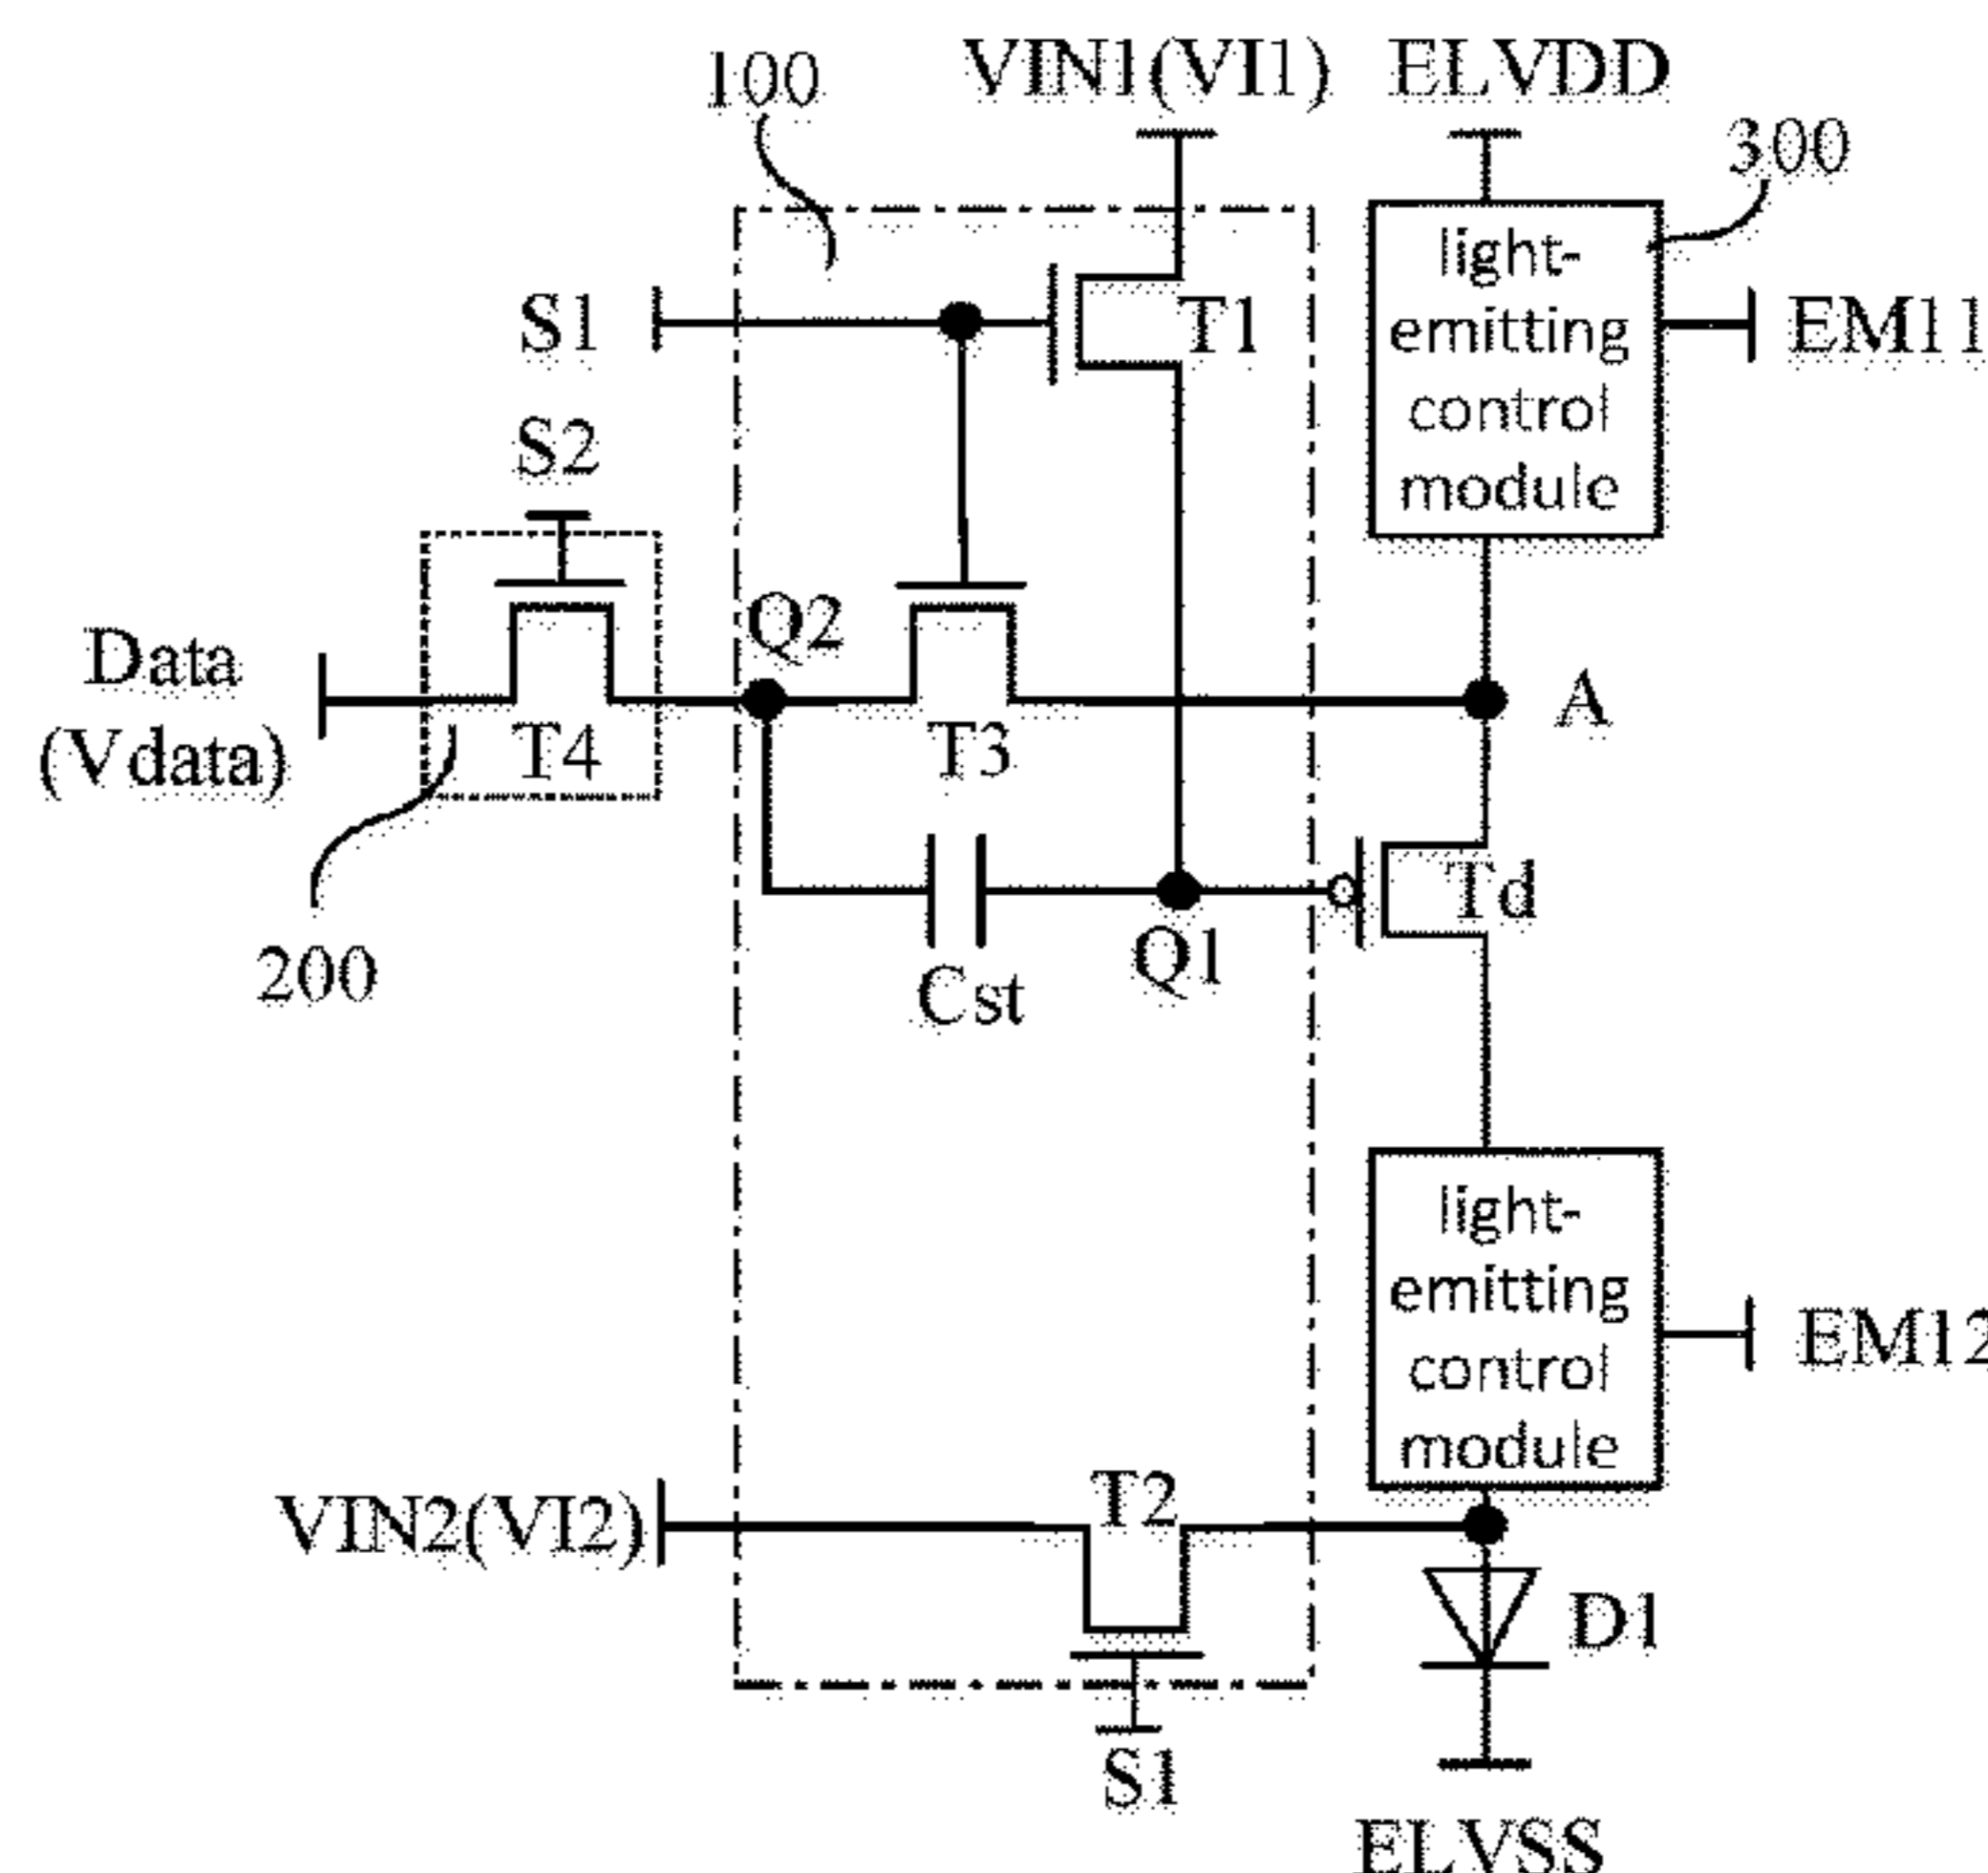 100
VIN1(VI1)
ELVDD
300
light-
emitting
control
module
S1
T1
EM11
S2
Q2
Data
(Vdata)
T4
T3
A
Td
200
Cst
Q1
light-
emitting
control
module
EM12
VIN2(VI2)
T2
D1
S1
ELVSS